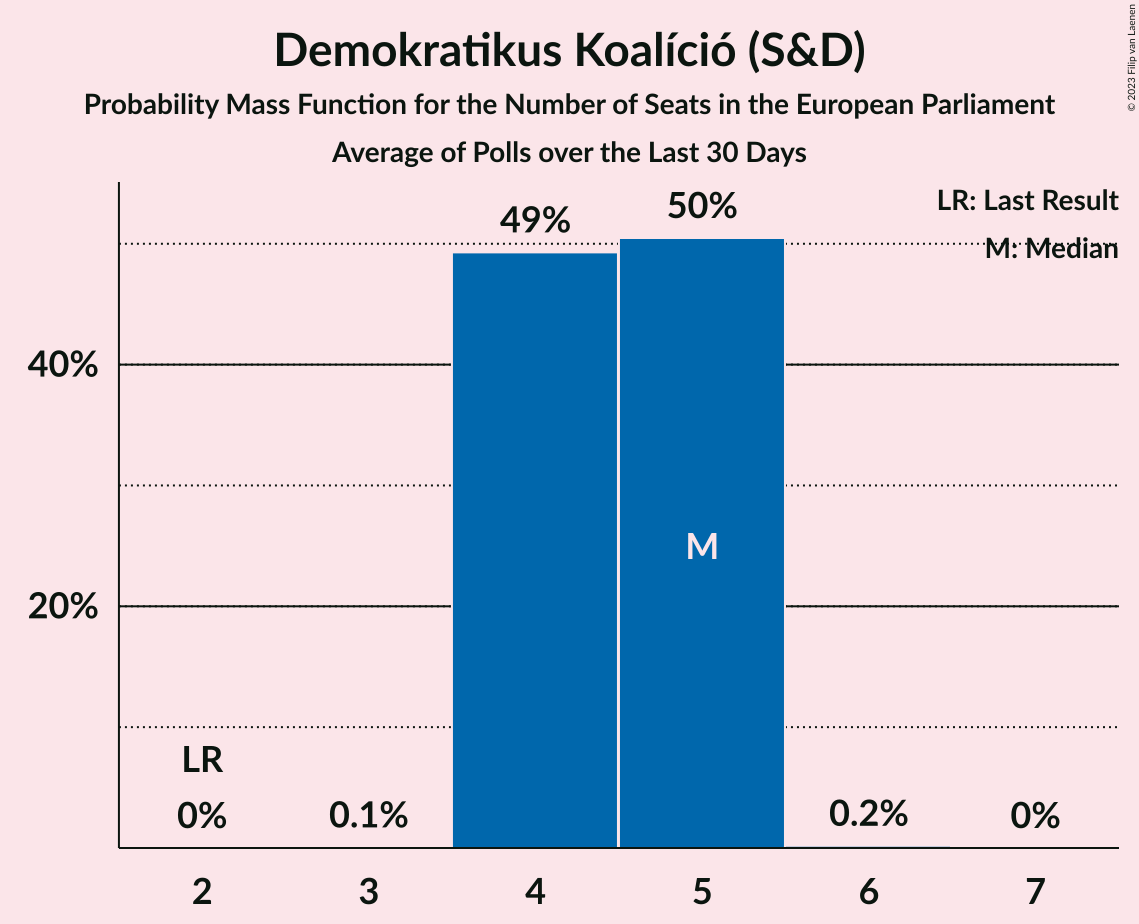 Demokratikus Koalíció (S&D)
Probability Mass Function for the Number of Seats in the European Parliament
Average of Polls over the Last 30 Days
© 2023 Filip van Laenen
LR: Last Result
M: Median
49%
50%
40%
20%
M
LR
0%
0.1%
0.2%
0%
2
3
4
5
6
7